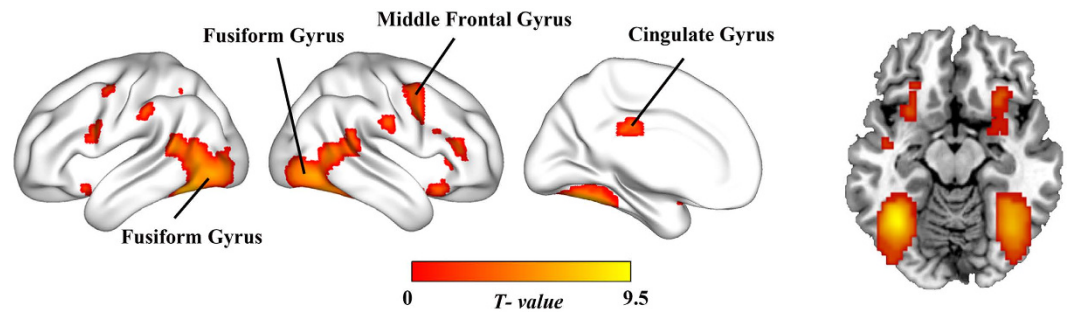 Middle Frontal Gyrus
Fusiform Gyrus
Cingulate Gyrus
Fusiform Gyrus
0
T- value
9.5